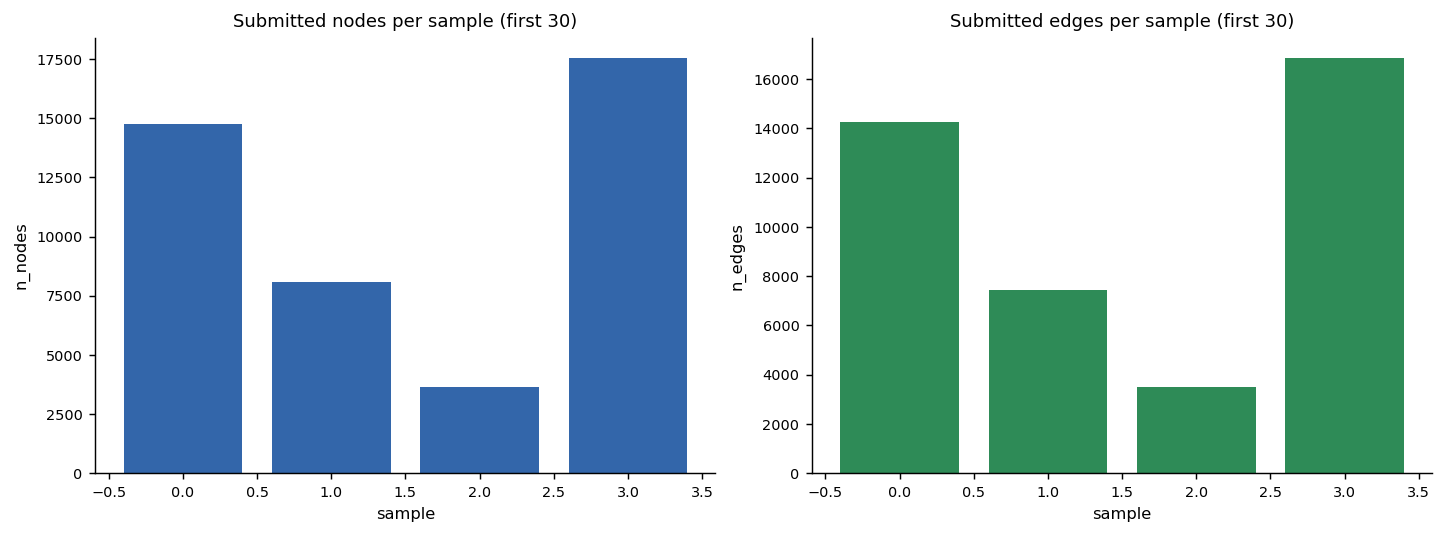 Submitted nodes per sample (first 30)
17500
15000
12500
10000
7500
5000
2500
0
n_nodes
−0.5 0.0 0.5 1.0 1.5 2.0 2.5 3.0 3.5
sample
Submitted edges per sample (first 30)
16000
14000
12000
10000
8000
6000
4000
2000
0
n_edges
−0.5 0.0 0.5 1.0 1.5 2.0 2.5 3.0 3.5
sample